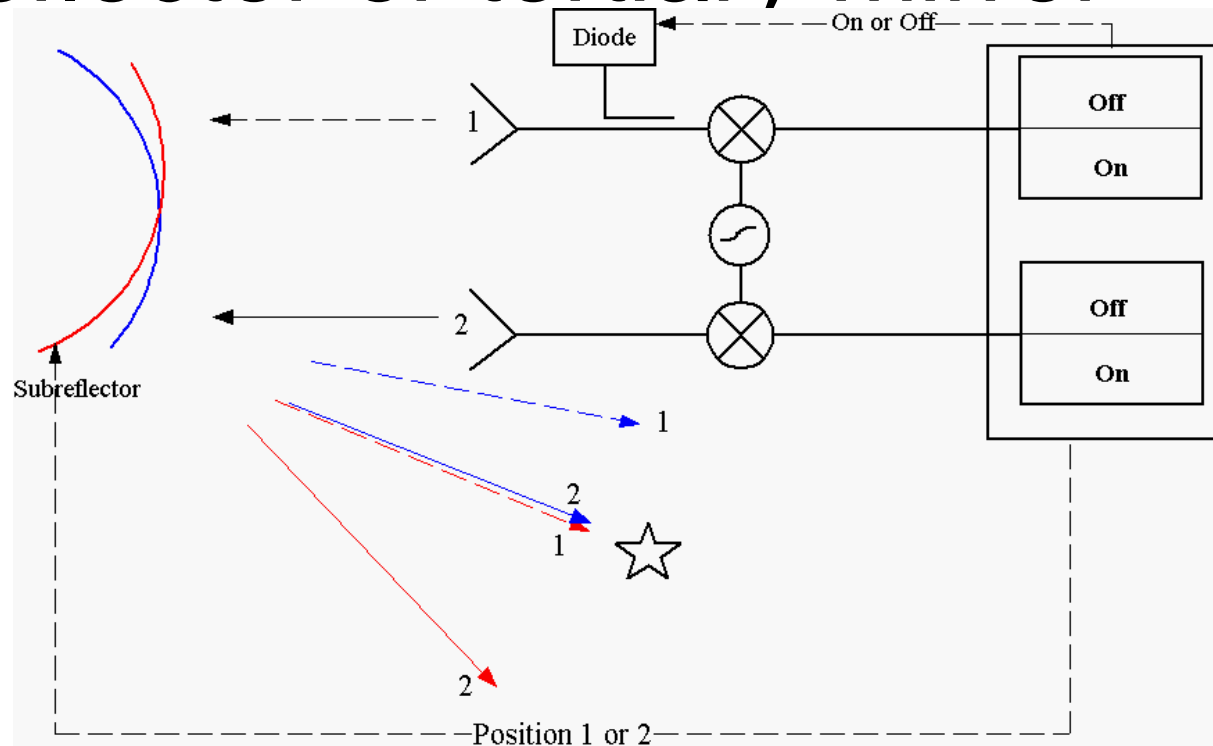 Diode
On or Off
Off
On
1
2
Off
On
Subreflector
1
2
1
2
Position 1 or 2